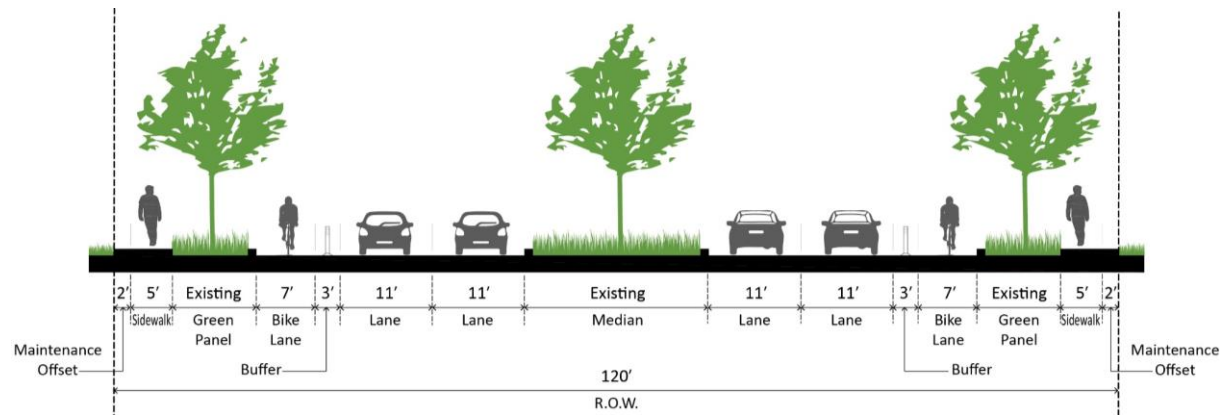 2′ 5′ Existing 7′ 3′ 11′ 11′ Existing 11′ 11′ 3′ 7′ Existing 5′ 2′
Sidewalk Green Bike Lane Lane Median Lane Lane Bike Green Sidewalk
Panel Lane Lane Panel
Maintenance Maintenance
Offset Buffer Buffer Offset
120′
R.O.W.